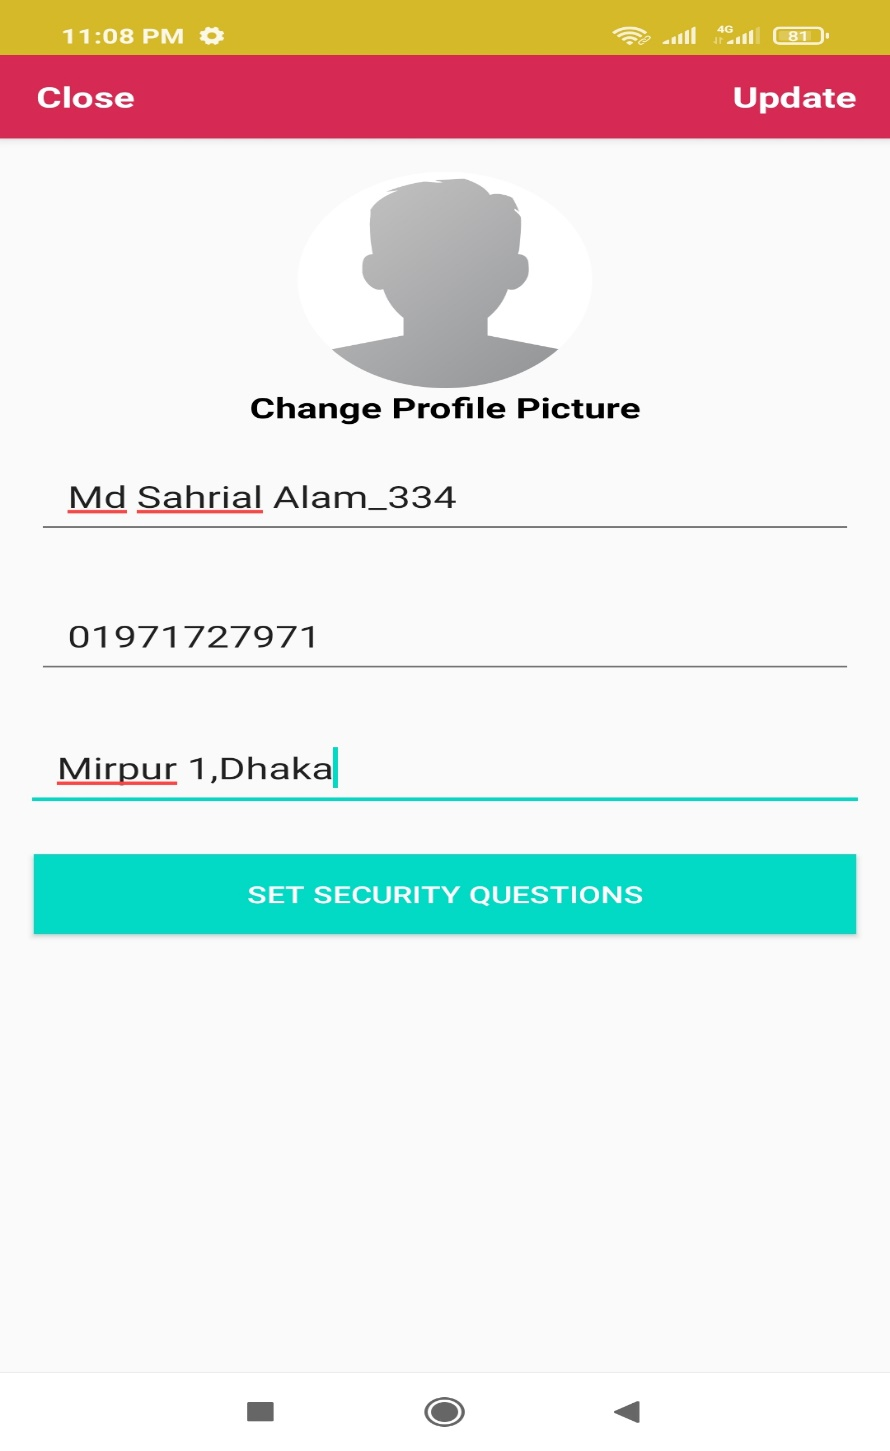 11:08 PM 4G 81
Close Update
Change Profile Picture
Md Sahrial Alam_334
01971727971
Mirpur 1,Dhaka
SET SECURITY QUESTIONS